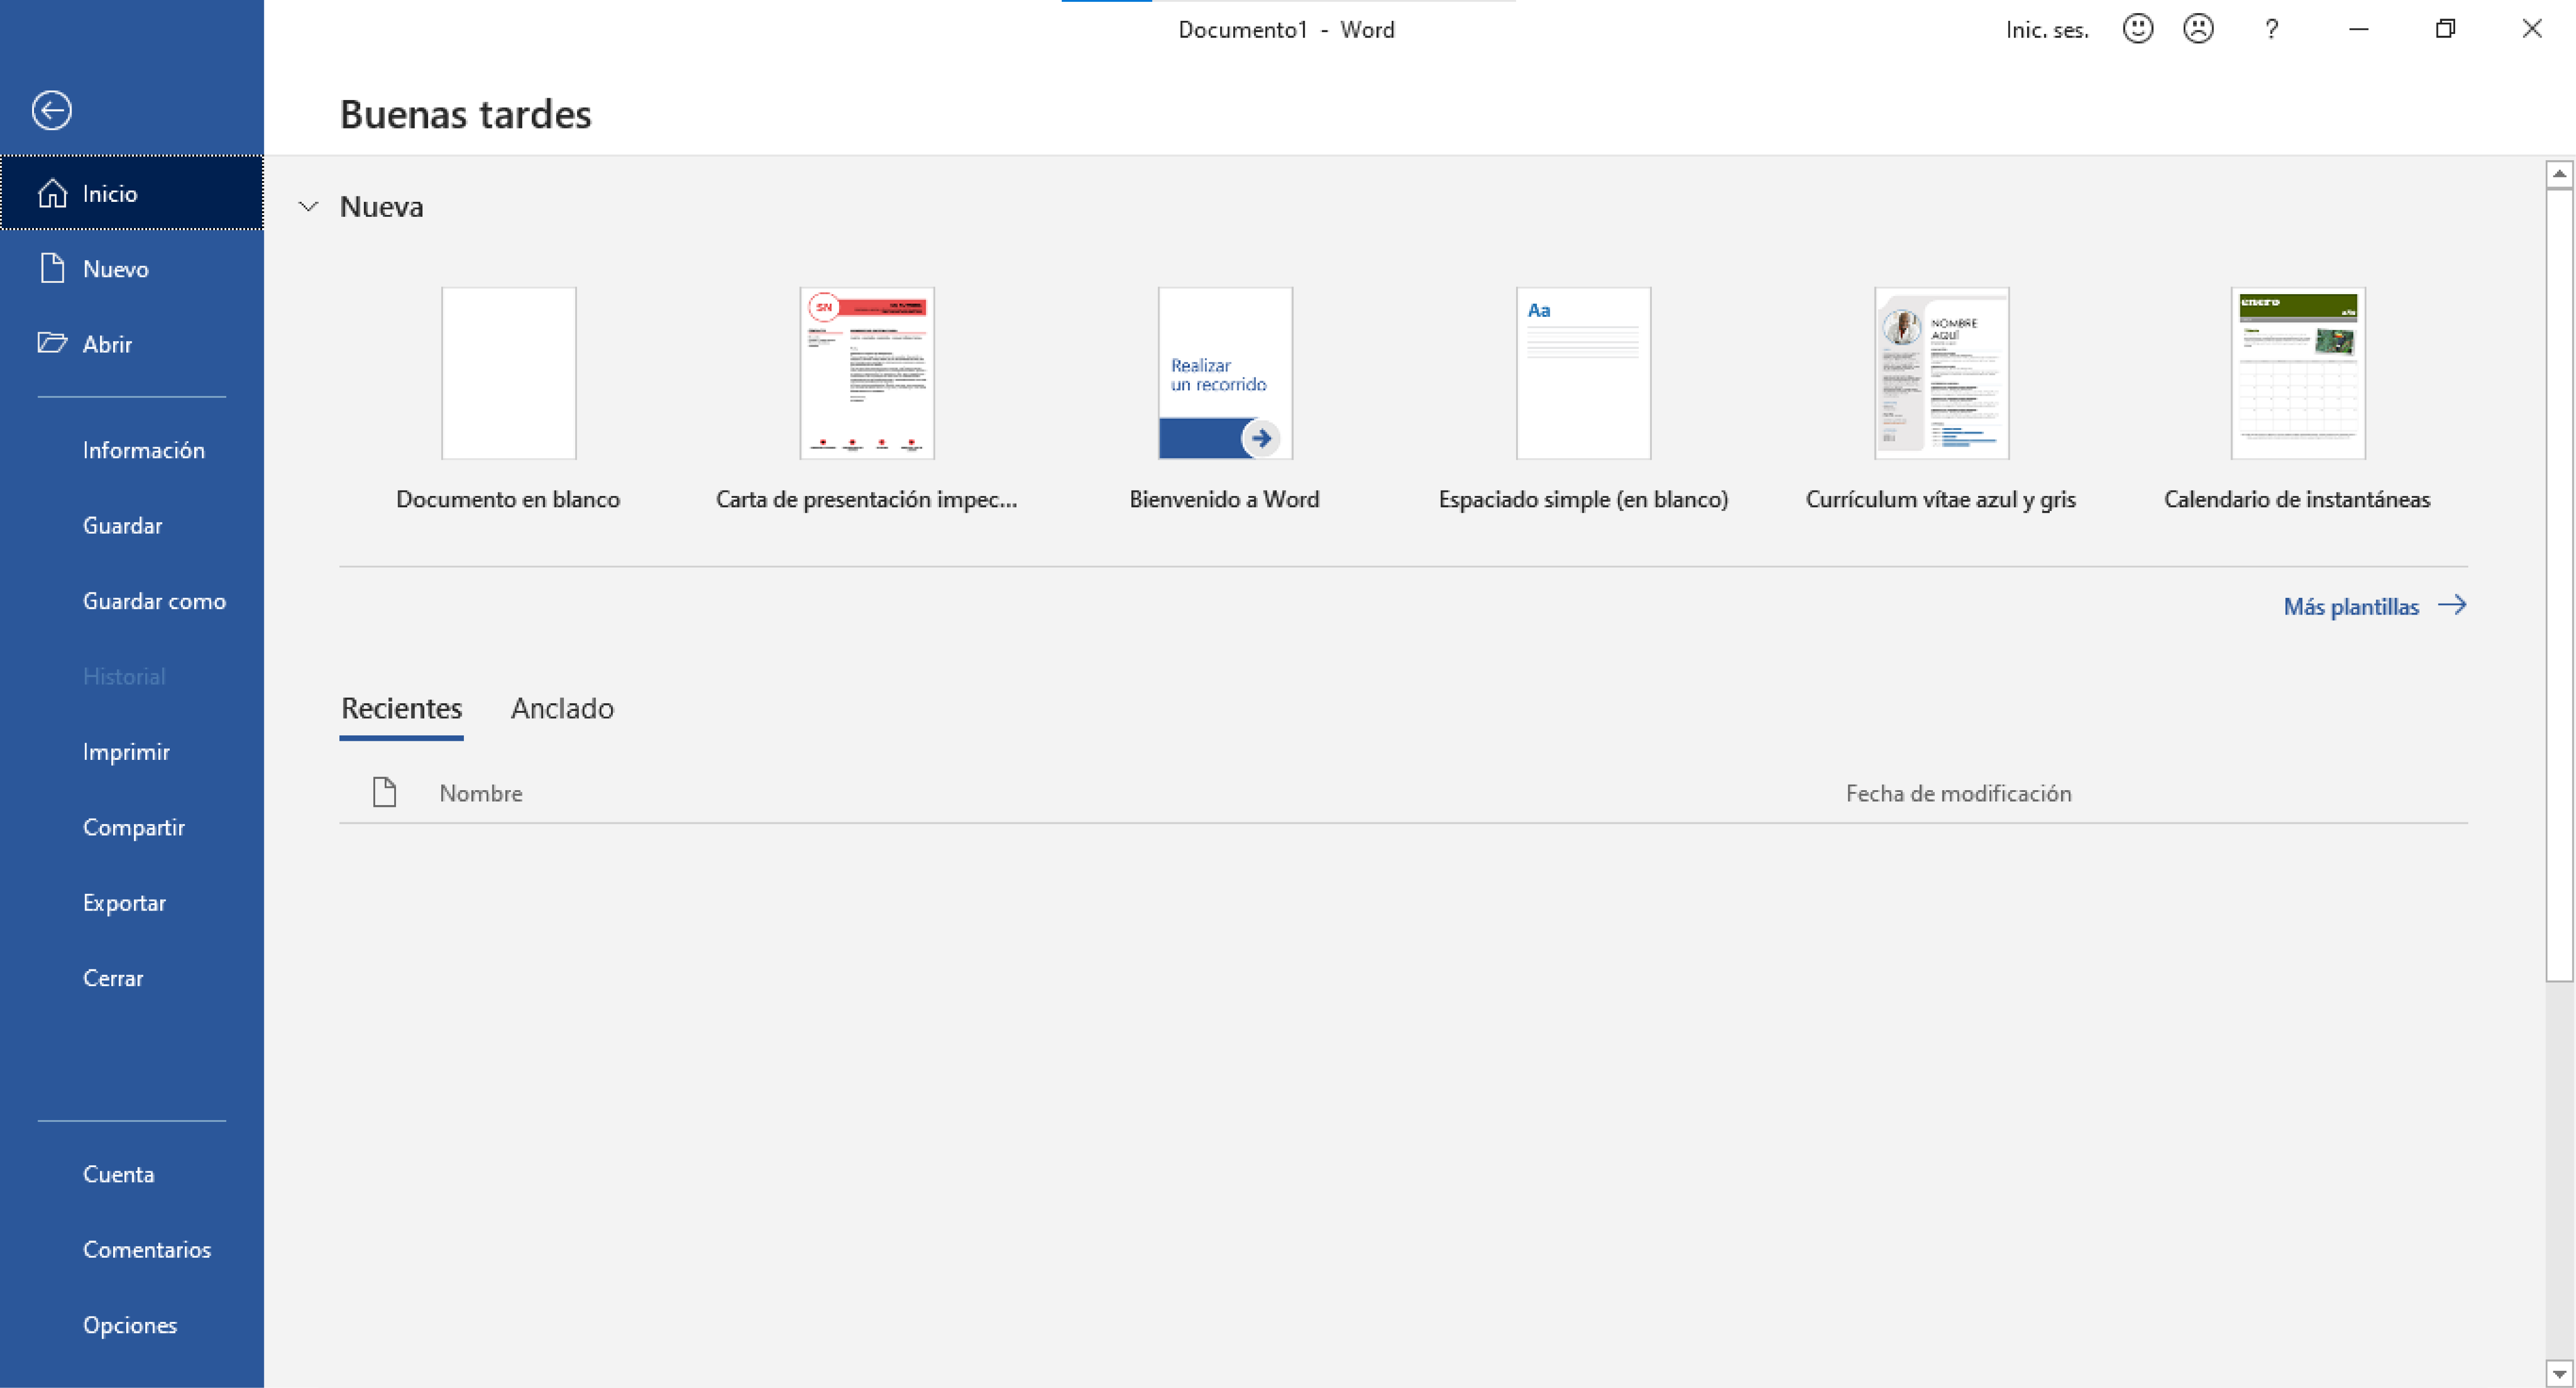 Documento1 - Word
Inic. ses.
?
Buenas tardes
Inicio
Nuevo
Abrir
Información
Guardar
Guardar como
Historial
Imprimir
Compartir
Exportar
Cerrar
Cuenta
Comentarios
Opciones
Nueva
SN
Realizar
un recorrido
Aa
NOMBRE
AQUÍ
enero
Documento en blanco
Carta de presentación impec...
Bienvenido a Word
Espaciado simple (en blanco)
Currículum vítae azul y gris
Calendario de instantáneas
Más plantillas
Recientes Anclado
Nombre Fecha de modificación